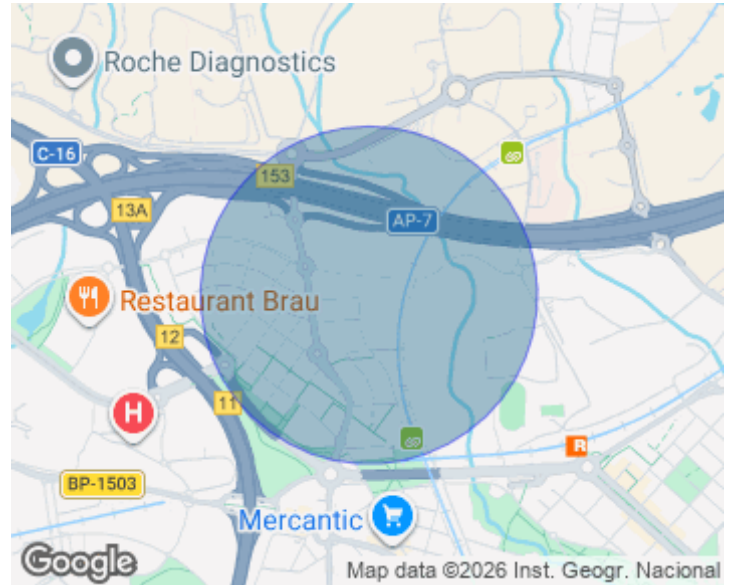 Roche Diagnostics
C-16
153
13A
AP-7
Restaurant Brau
12
11
H
R
BP-1503
Mercantic
Google
Map data ©2026 Inst. Geogr. Nacional